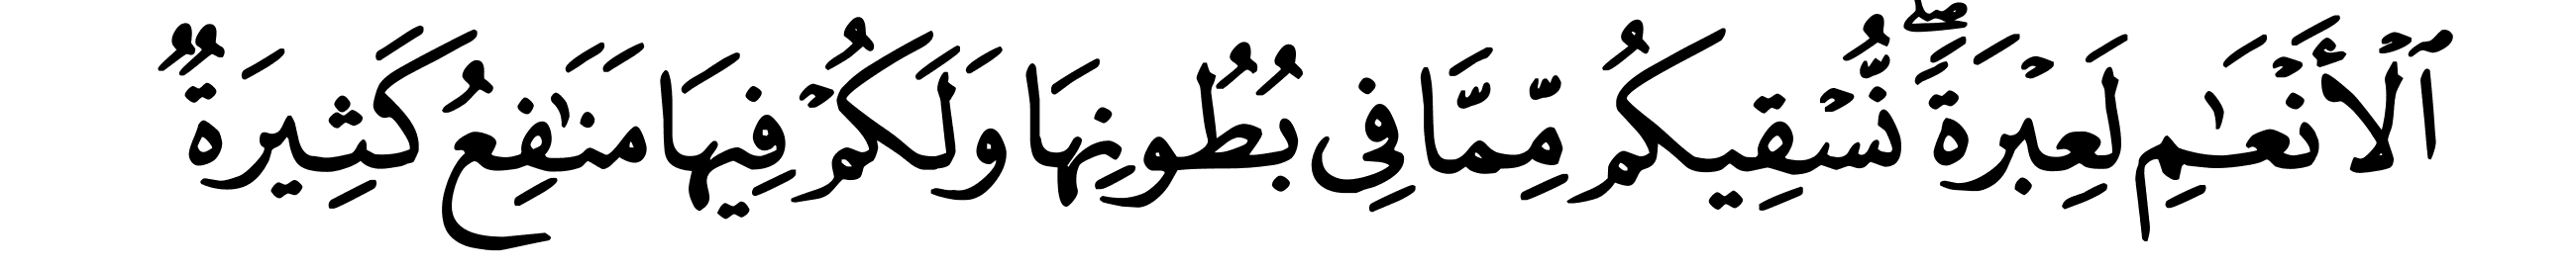 ٱلْأَنْعَـٰمِ لَعِبْرَةًۖ نُّسْقِيكُم مِّمَّا فِى بُطُونِهَا وَلَكُمْ فِيهَا مَنَـٰفِعُ كَثِيرَةٌ